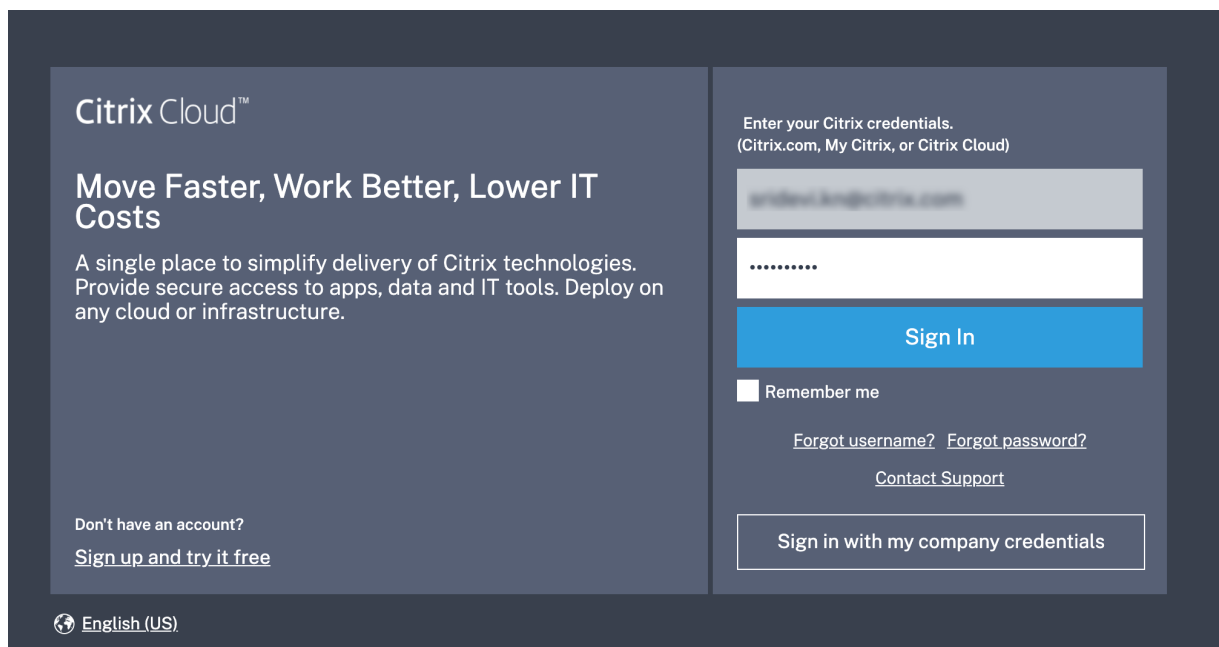 Citrix Cloud™
Move Faster, Work Better, Lower IT
Costs
A single place to simplify delivery of Citrix technologies.
Provide secure access to apps, data and IT tools. Deploy on
any cloud or infrastructure.
Don't have an account?
Sign up and try it free
Enter your Citrix credentials.
(Citrix.com, My Citrix, or Citrix Cloud)
••••••••••
Sign In
Remember me
Forgot username? Forgot password?
Contact Support
Sign in with my company credentials
English (US)